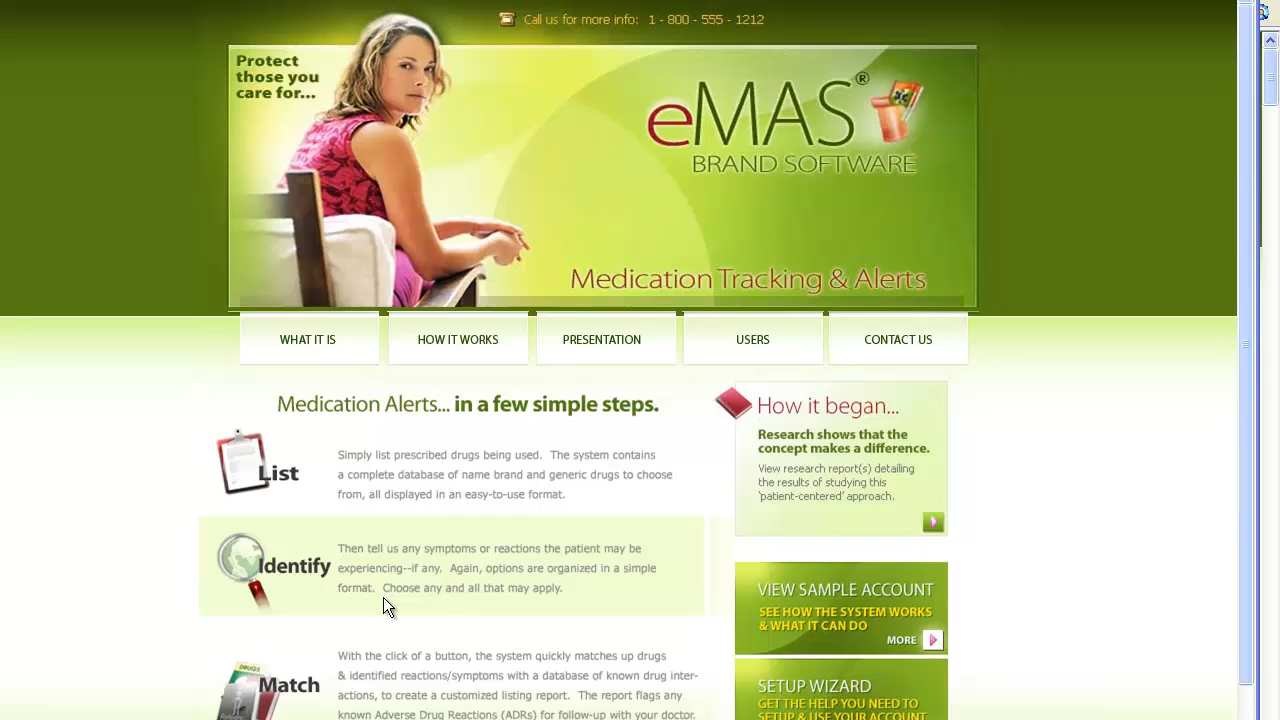 Call us for more info: 1 - 800 - 555 - 1212
Protect
those you
care for...
eMAS®
BRAND SOFTWARE
Medication Tracking & Alerts
WHAT IT IS
HOW IT WORKS
PRESENTATION
USERS
CONTACT US
Medication Alerts... in a few simple steps.
List
Simply list prescribed drugs being used. The system contains
a complete database of name brand and generic drugs to choose
from, all displayed in an easy-to-use format.
Identify
Then tell us any symptoms or reactions the patient may be
experiencing--if any. Again, options are organized in a simple
format. Choose any and all that may apply.
DRUGS
Match
With the click of a button, the system quickly matches up drugs
& identified reactions/symptoms with a database of known drug inter-
actions, to create a customized listing report. The report flags any
known Adverse Drug Reactions (ADRs) for follow-up with your doctor.
How it began...
Research shows that the
concept makes a difference.
View research report(s) detailing
the results of studying this
'patient-centered' approach.
VIEW SAMPLE ACCOUNT
SEE HOW THE SYSTEM WORKS
& WHAT IT CAN DO
MORE
SETUP WIZARD
GET THE HELP YOU NEED TO
SETUP & USE YOUR ACCOUNT